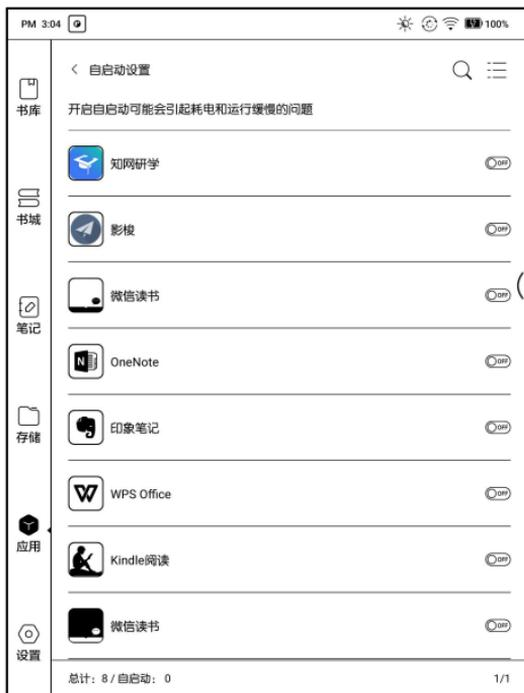 PM 3:04
100%
自启动设置
开启自启动可能会引起耗电和运行缓慢的问题
书库
书城
笔记
存储
应用
设置
知网研学 OFF
影梭 OFF
微信读书 OFF
N OneNote OFF
印象笔记 OFF
W WPS Office OFF
Kindle阅读 OFF
微信读书 OFF
总计：8 / 自启动：0
1/1